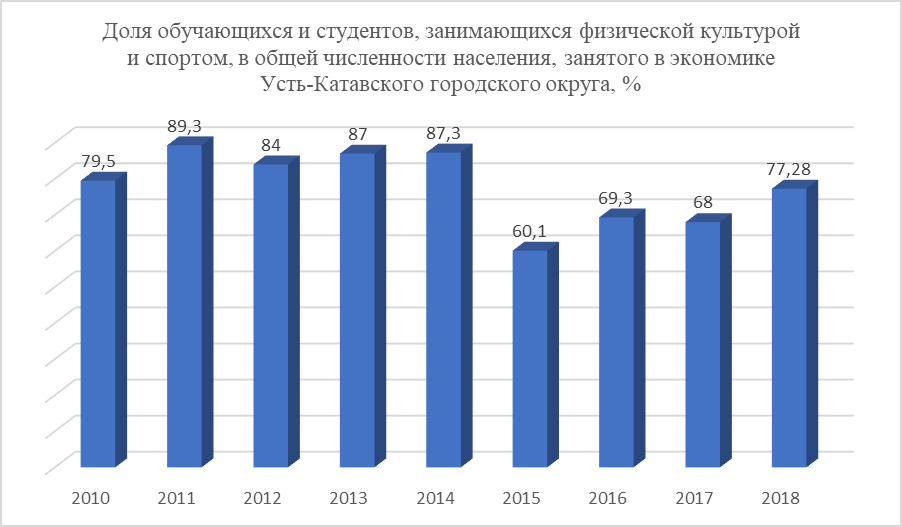 Доля обучающихся и студентов, занимающихся физической культурой
и спортом, в общей численности населения, занятого в экономике
Усть-Катавского городского округа, %
79,5 89,3 84 87 87,3 60,1 69,3 68 77,28
2010 2011 2012 2013 2014 2015 2016 2017 2018